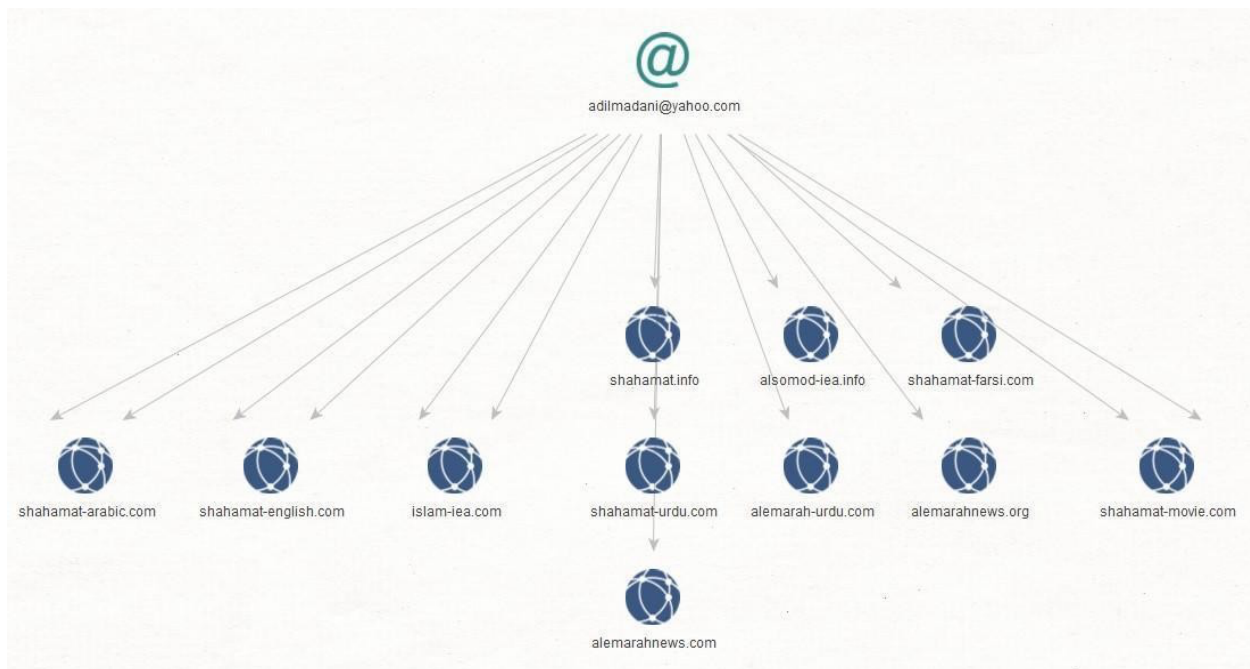 @
adilmadani@yahoo.com
shahamat.info
alsomod-iea.info
shahamat-farsi.com
shahamat-arabic.com
shahamat-english.com
islam-iea.com
shahamat-urdu.com
alemarah-urdu.com
alemarahnews.org
shahamat-movie.com
alemarahnews.com